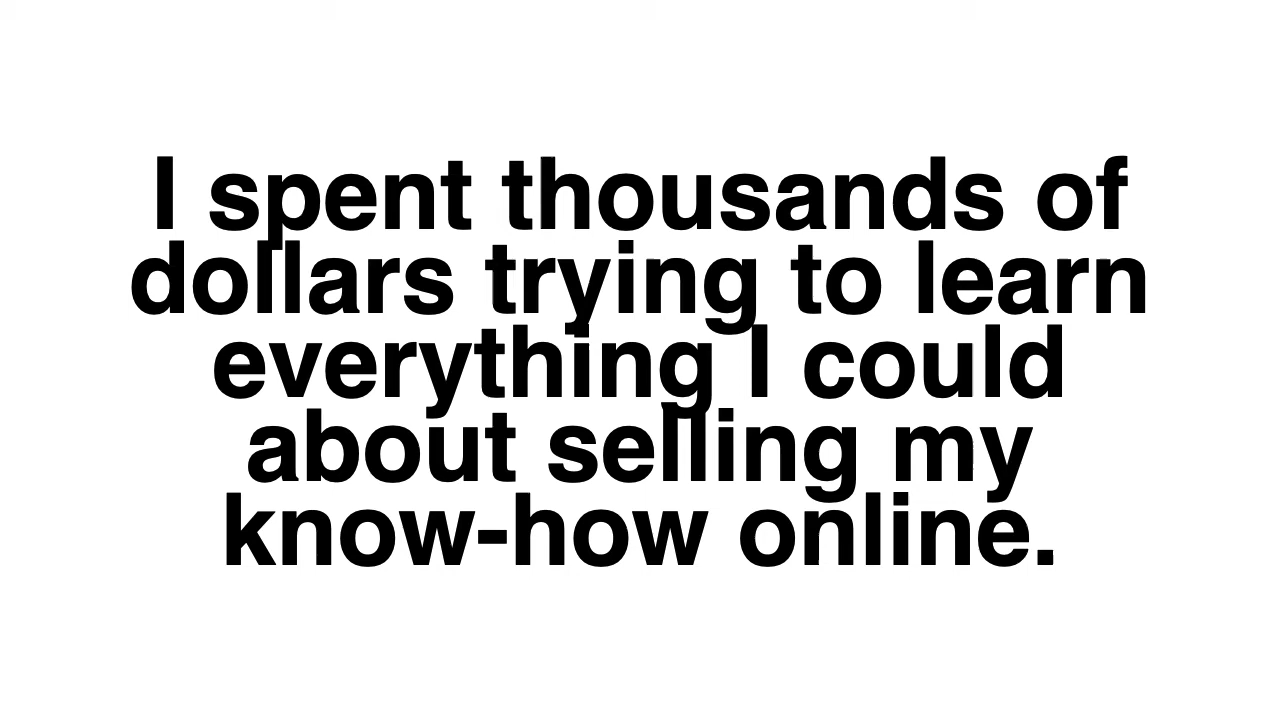 I spent thousands of
dollars trying to learn
everything I could
about selling my
know-how online.